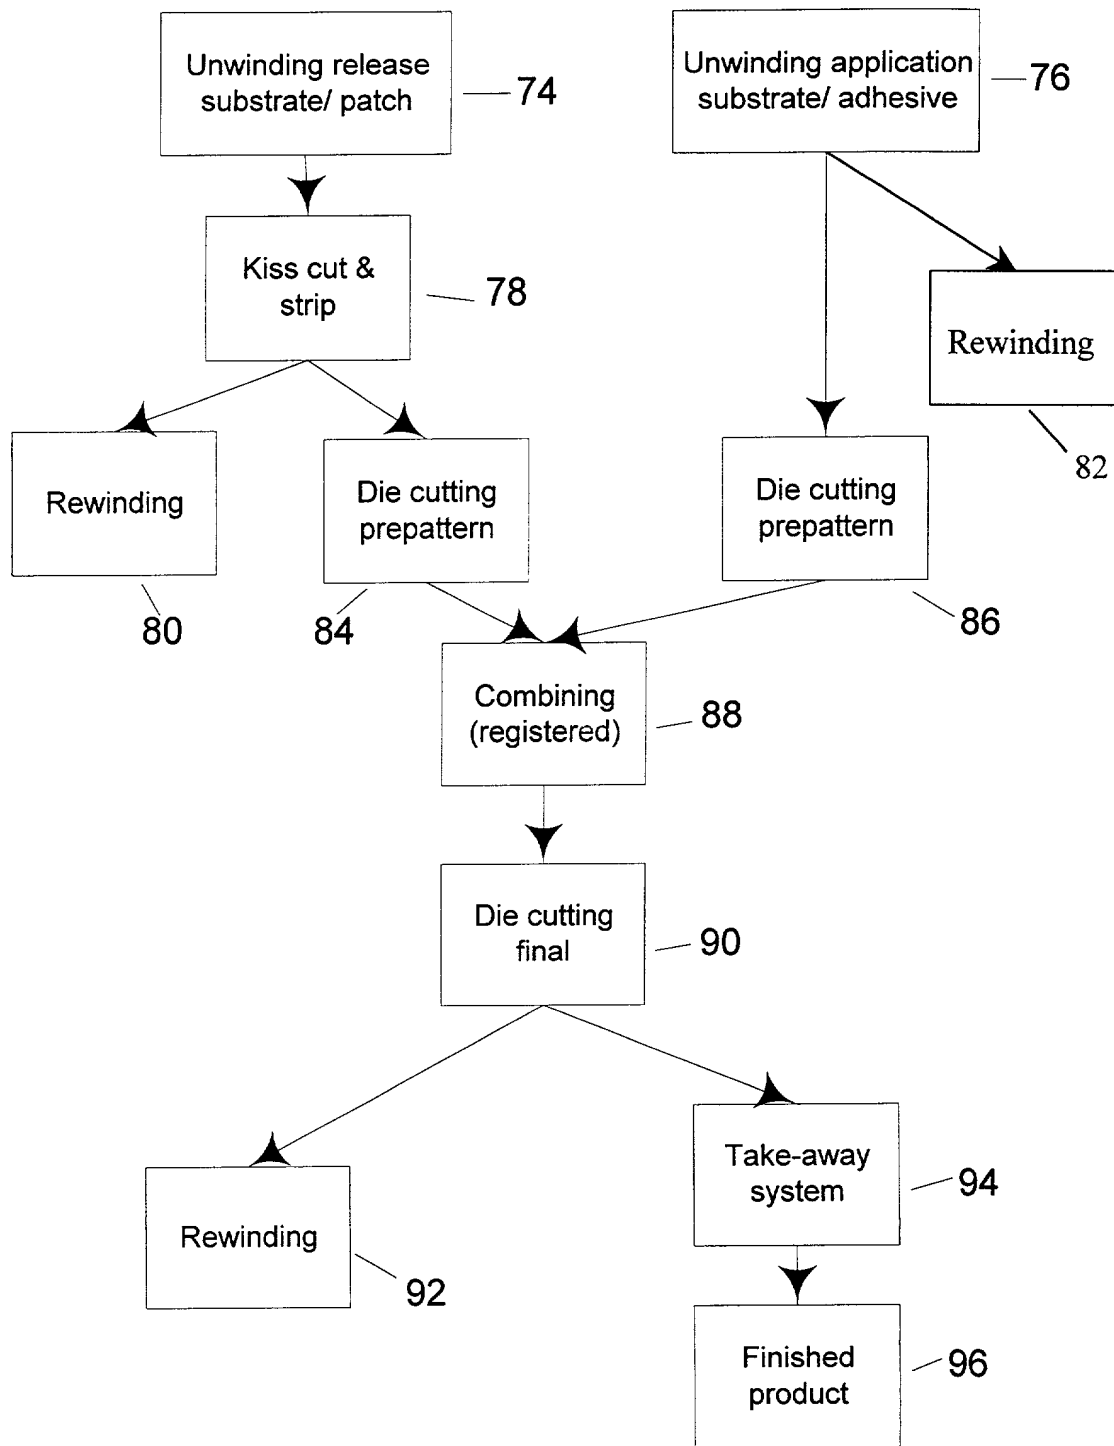 Unwinding release
substrate/ patch
74
Unwinding application
substrate/ adhesive
76
Kiss cut &
strip
78
Rewinding
82
Rewinding
80
Die cutting
prepattern
84
Die cutting
prepattern
86
Combining
(registered)
88
Die cutting
final
90
Rewinding
92
Take-away
system
94
Finished
product
96